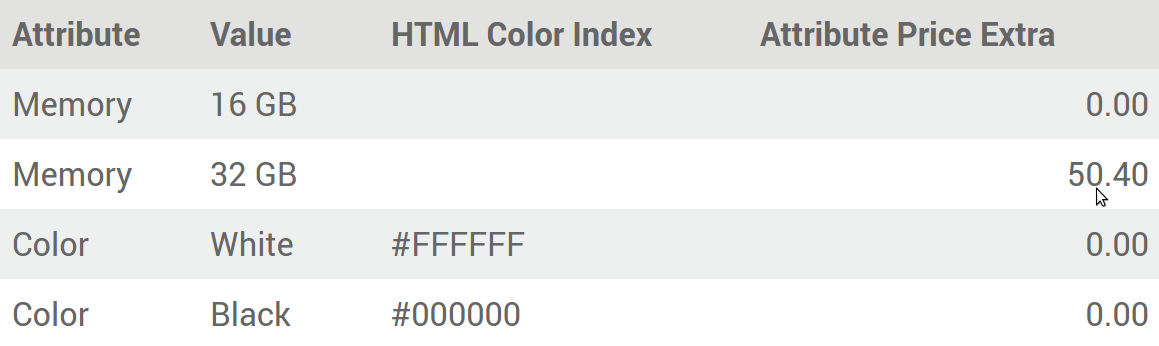 Attribute Value HTML Color Index Attribute Price Extra
Memory 16 GB 0.00
Memory 32 GB 50.40
Color White #FFFFFF 0.00
Color Black #000000 0.00